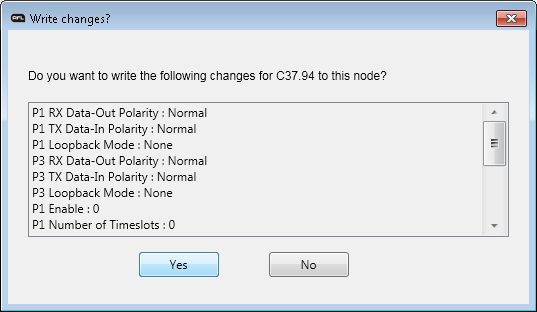 AFL Write changes?
Do you want to write the following changes for C37.94 to this node?
P1 RX Data-Out Polarity : Normal
P1 TX Data-In Polarity : Normal
P1 Loopback Mode : None
P3 RX Data-Out Polarity : Normal
P3 TX Data-In Polarity : Normal
P3 Loopback Mode : None
P1 Enable : 0
P1 Number of Timeslots : 0
Yes No